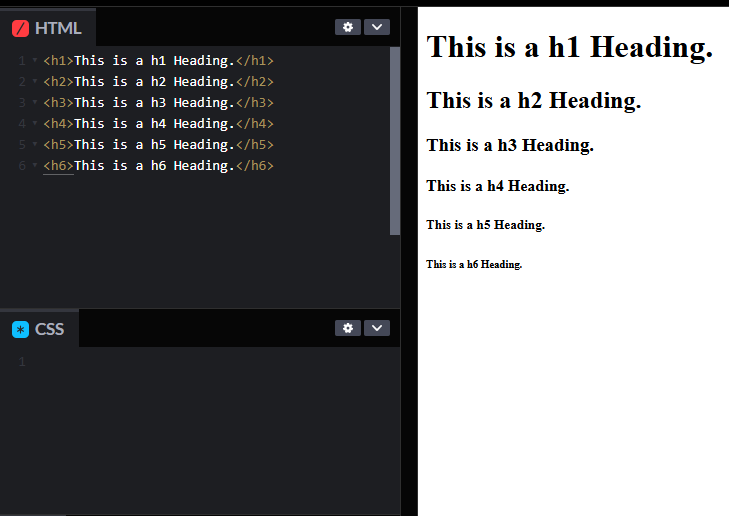 HTML
1 <h1>This is a h1 Heading.</h1>
2 <h2>This is a h2 Heading.</h2>
3 <h3>This is a h3 Heading.</h3>
4 <h4>This is a h4 Heading.</h4>
5 <h5>This is a h5 Heading.</h5>
6 <h6>This is a h6 Heading.</h6>
CSS
1
This is a h1 Heading.
This is a h2 Heading.
This is a h3 Heading.
This is a h4 Heading.
This is a h5 Heading.
This is a h6 Heading.